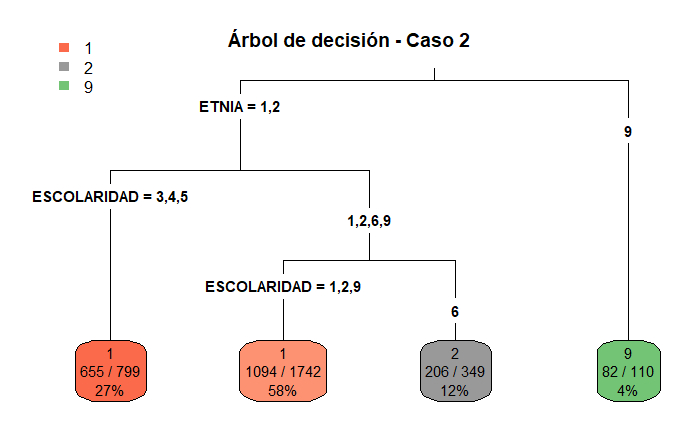 Árbol de decisión - Caso 2
1
2
9
ETNIA = 1,2
9
ESCOLARIDAD = 3,4,5
1,2,6,9
ESCOLARIDAD = 1,2,9
6
1
655 / 799
27%
1
1094 / 1742
58%
2
206 / 349
12%
9
82 / 110
4%